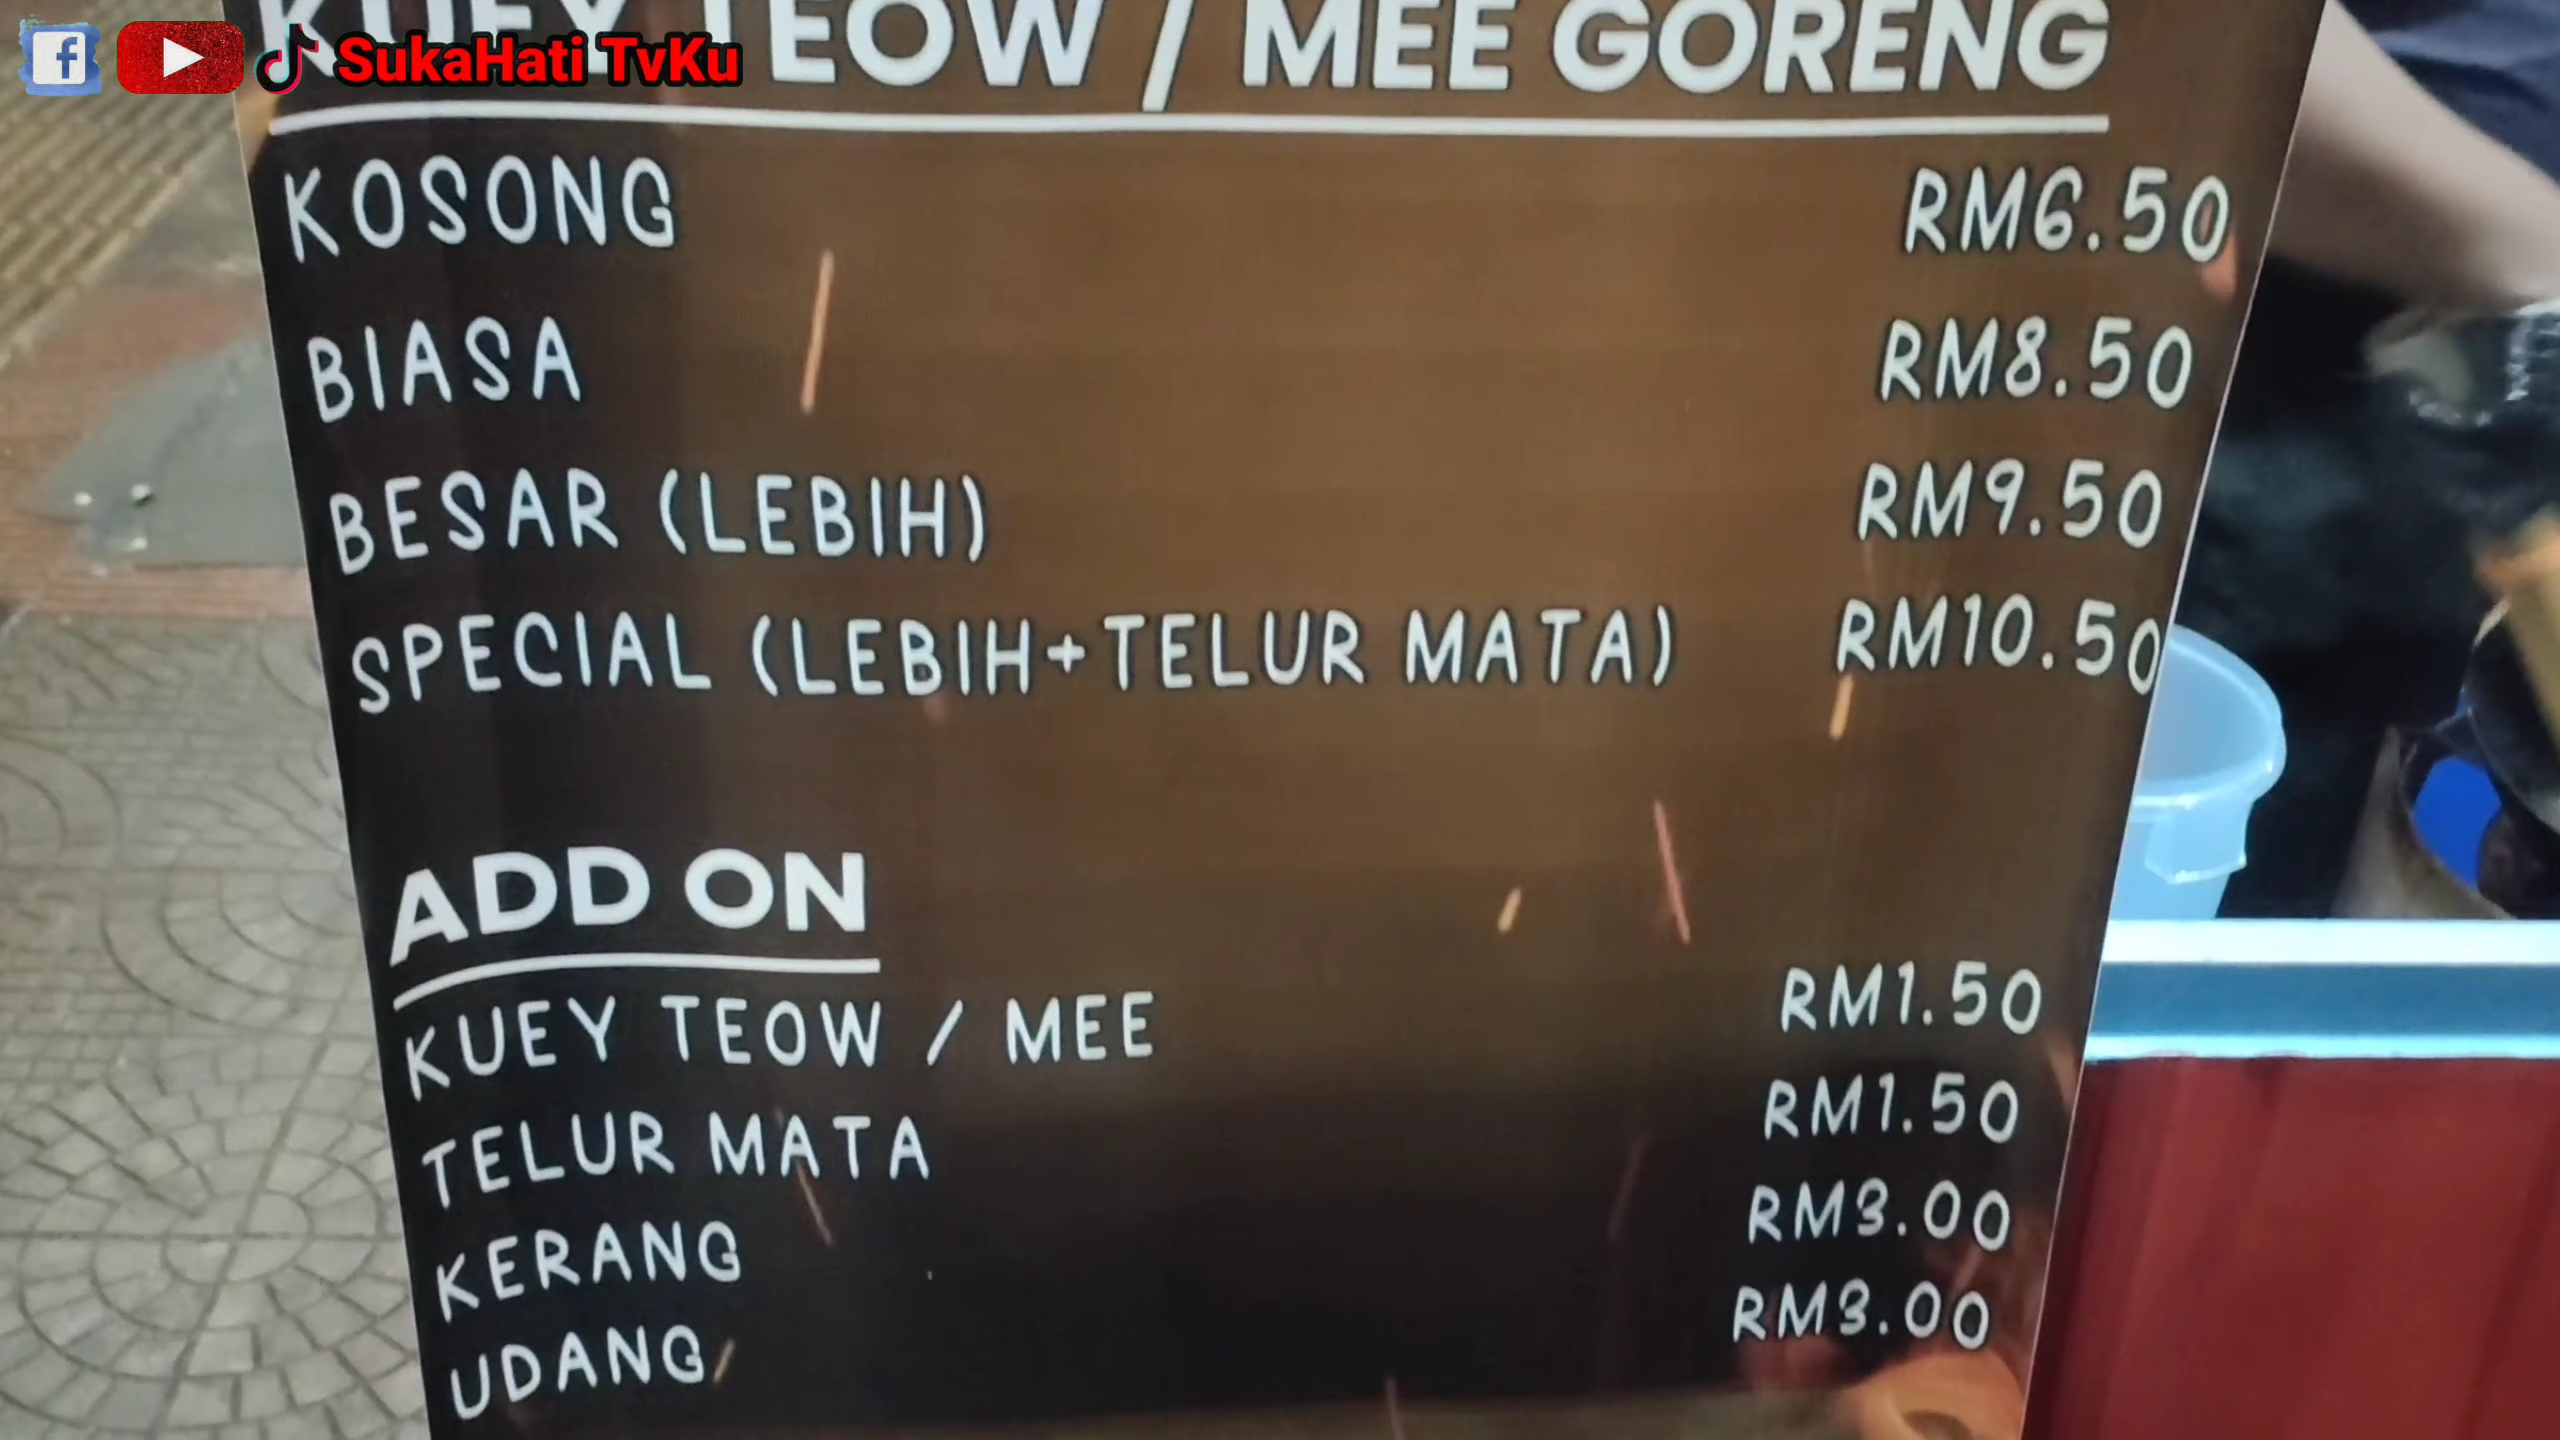 SukaHati TvKu
KUEY TEOW / MEE GORENG
KOSONG RM6.50
BIASA RM8.50
BESAR (LEBIH) RM9.50
SPECIAL (LEBIH+TELUR MATA) RM10.50
ADD ON
KUEY TEOW / MEE RM1.50
TELUR MATA RM1.50
KERANG RM3.00
UDANG RM3.00